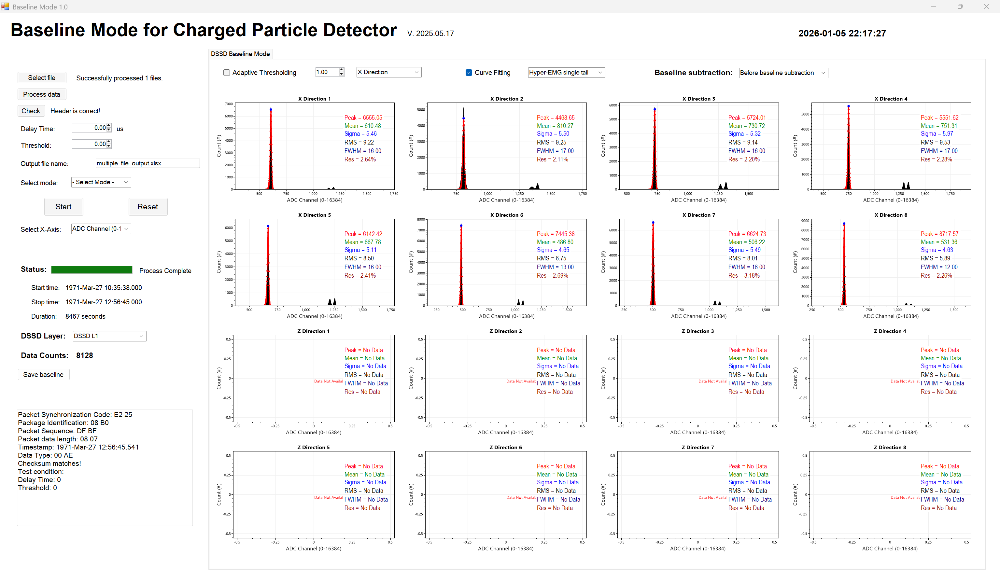 Baseline Mode 1.0
Baseline Mode for Charged Particle Detector V. 2025.05.17
2026-01-05 22:17:27
Select file Successfully processed 1 files.
Process data
Check Header is correct!
Delay Time: 0.00 us
Threshold: 0.00
Output file name: multiple_file_output.xlsx
Select mode: - Select Mode -
Start Reset
Select X-Axis: ADC Channel (0-1
Status: Process Complete
Start time: 1971-Mar-27 10:35:38.000
Stop time: 1971-Mar-27 12:56:45.000
Duration: 8467 seconds
DSSD Layer: DSSD L1
Data Counts: 8128
Save baseline
Packet Synchronization Code: E2 25
Package Identification: 08 B0
Packet Sequence: DF BF
Packet data length: 08 07
Timestamp: 1971-Mar-27 12:56:45.541
Data Type: 00 AE
Checksum matches!
Test condition:
Delay Time: 0
Threshold: 0
DSSD Baseline Mode
Adaptive Thresholding 1.00 X Direction Curve Fitting Hyper-EMG single tail Baseline subtraction: Before baseline subtraction
X Direction 1
Count (#)
7000
6000
5000
4000
3000
2000
1000
0
Peak = 6555.05
Mean = 610.48
Sigma = 5.46
RMS = 9.22
FWHM = 16.00
Res = 2.64%
500 750 1,000 1,250 1,500 1,750
ADC Channel (0-16384)
X Direction 2
Count (#)
5000
4000
3000
2000
1000
0
Peak = 4468.65
Mean = 810.27
Sigma = 5.50
RMS = 9.25
FWHM = 17.00
Res = 2.11%
750 1,000 1,250 1,500 1,750
ADC Channel (0-16384)
X Direction 3
Count (#)
6000
5000
4000
3000
2000
1000
0
Peak = 5724.01
Mean = 730.72
Sigma = 5.32
RMS = 9.14
FWHM = 16.00
Res = 2.20%
500 750 1,000 1,250 1,500
ADC Channel (0-16384)
X Direction 4
Count (#)
5000
4000
3000
2000
1000
0
Peak = 5551.62
Mean = 751.31
Sigma = 5.97
RMS = 9.53
FWHM = 17.00
Res = 2.28%
500 750 1,000 1,250 1,500 1,750
ADC Channel (0-16384)
X Direction 5
Count (#)
6000
5000
4000
3000
2000
1000
0
Peak = 6142.42
Mean = 667.78
Sigma = 5.11
RMS = 8.50
FWHM = 16.00
Res = 2.41%
500 750 1,000 1,250 1,500 1,750
ADC Channel (0-16384)
X Direction 6
Count (#)
8000
7000
6000
5000
4000
3000
2000
1000
0
Peak = 7445.38
Mean = 486.80
Sigma = 4.65
RMS = 6.75
FWHM = 13.00
Res = 2.69%
250 500 750 1,000 1,250 1,500
ADC Channel (0-16384)
X Direction 7
Count (#)
6000
5000
4000
3000
2000
1000
0
Peak = 6624.73
Mean = 506.22
Sigma = 5.49
RMS = 8.01
FWHM = 16.00
Res = 3.18%
250 500 750 1,000 1,250 1,500
ADC Channel (0-16384)
X Direction 8
Count (#)
9000
8000
7000
6000
5000
4000
3000
2000
1000
0
Peak = 8717.57
Mean = 531.36
Sigma = 4.63
RMS = 5.89
FWHM = 12.00
Res = 2.26%
250 500 750 1,000 1,250 1,500
ADC Channel (0-16384)
Z Direction 1
Count (#)
0.5
0.25
0
-0.25
-0.5
Peak = No Data
Mean = No Data
Sigma = No Data
RMS = No Data
Data Not Availab FWHM = No Data
Res = No Data
-0.5 -0.25 0 0.25 0.5
ADC Channel (0-16384)
Z Direction 2
Count (#)
0.5
0.25
0
-0.25
-0.5
Peak = No Data
Mean = No Data
Sigma = No Data
RMS = No Data
Data Not Availab FWHM = No Data
Res = No Data
-0.5 -0.25 0 0.25 0.5
ADC Channel (0-16384)
Z Direction 3
Count (#)
0.5
0.25
0
-0.25
-0.5
Peak = No Data
Mean = No Data
Sigma = No Data
RMS = No Data
Data Not Availab FWHM = No Data
Res = No Data
-0.5 -0.25 0 0.25 0.5
ADC Channel (0-16384)
Z Direction 4
Count (#)
0.5
0.25
0
-0.25
-0.5
Peak = No Data
Mean = No Data
Sigma = No Data
RMS = No Data
Data Not Availab FWHM = No Data
Res = No Data
-0.5 -0.25 0 0.25 0.5
ADC Channel (0-16384)
Z Direction 5
Count (#)
0.5
0.25
0
-0.25
-0.5
Peak = No Data
Mean = No Data
Sigma = No Data
RMS = No Data
Data Not Availab FWHM = No Data
Res = No Data
-0.5 -0.25 0 0.25 0.5
ADC Channel (0-16384)
Z Direction 6
Count (#)
0.5
0.25
0
-0.25
-0.5
Peak = No Data
Mean = No Data
Sigma = No Data
RMS = No Data
Data Not Availab FWHM = No Data
Res = No Data
-0.5 -0.25 0 0.25 0.5
ADC Channel (0-16384)
Z Direction 7
Count (#)
0.5
0.25
0
-0.25
-0.5
Peak = No Data
Mean = No Data
Sigma = No Data
RMS = No Data
Data Not Availab FWHM = No Data
Res = No Data
-0.5 -0.25 0 0.25 0.5
ADC Channel (0-16384)
Z Direction 8
Count (#)
0.5
0.25
0
-0.25
-0.5
Peak = No Data
Mean = No Data
Sigma = No Data
RMS = No Data
Data Not Availab FWHM = No Data
Res = No Data
-0.5 -0.25 0 0.25 0.5
ADC Channel (0-16384)